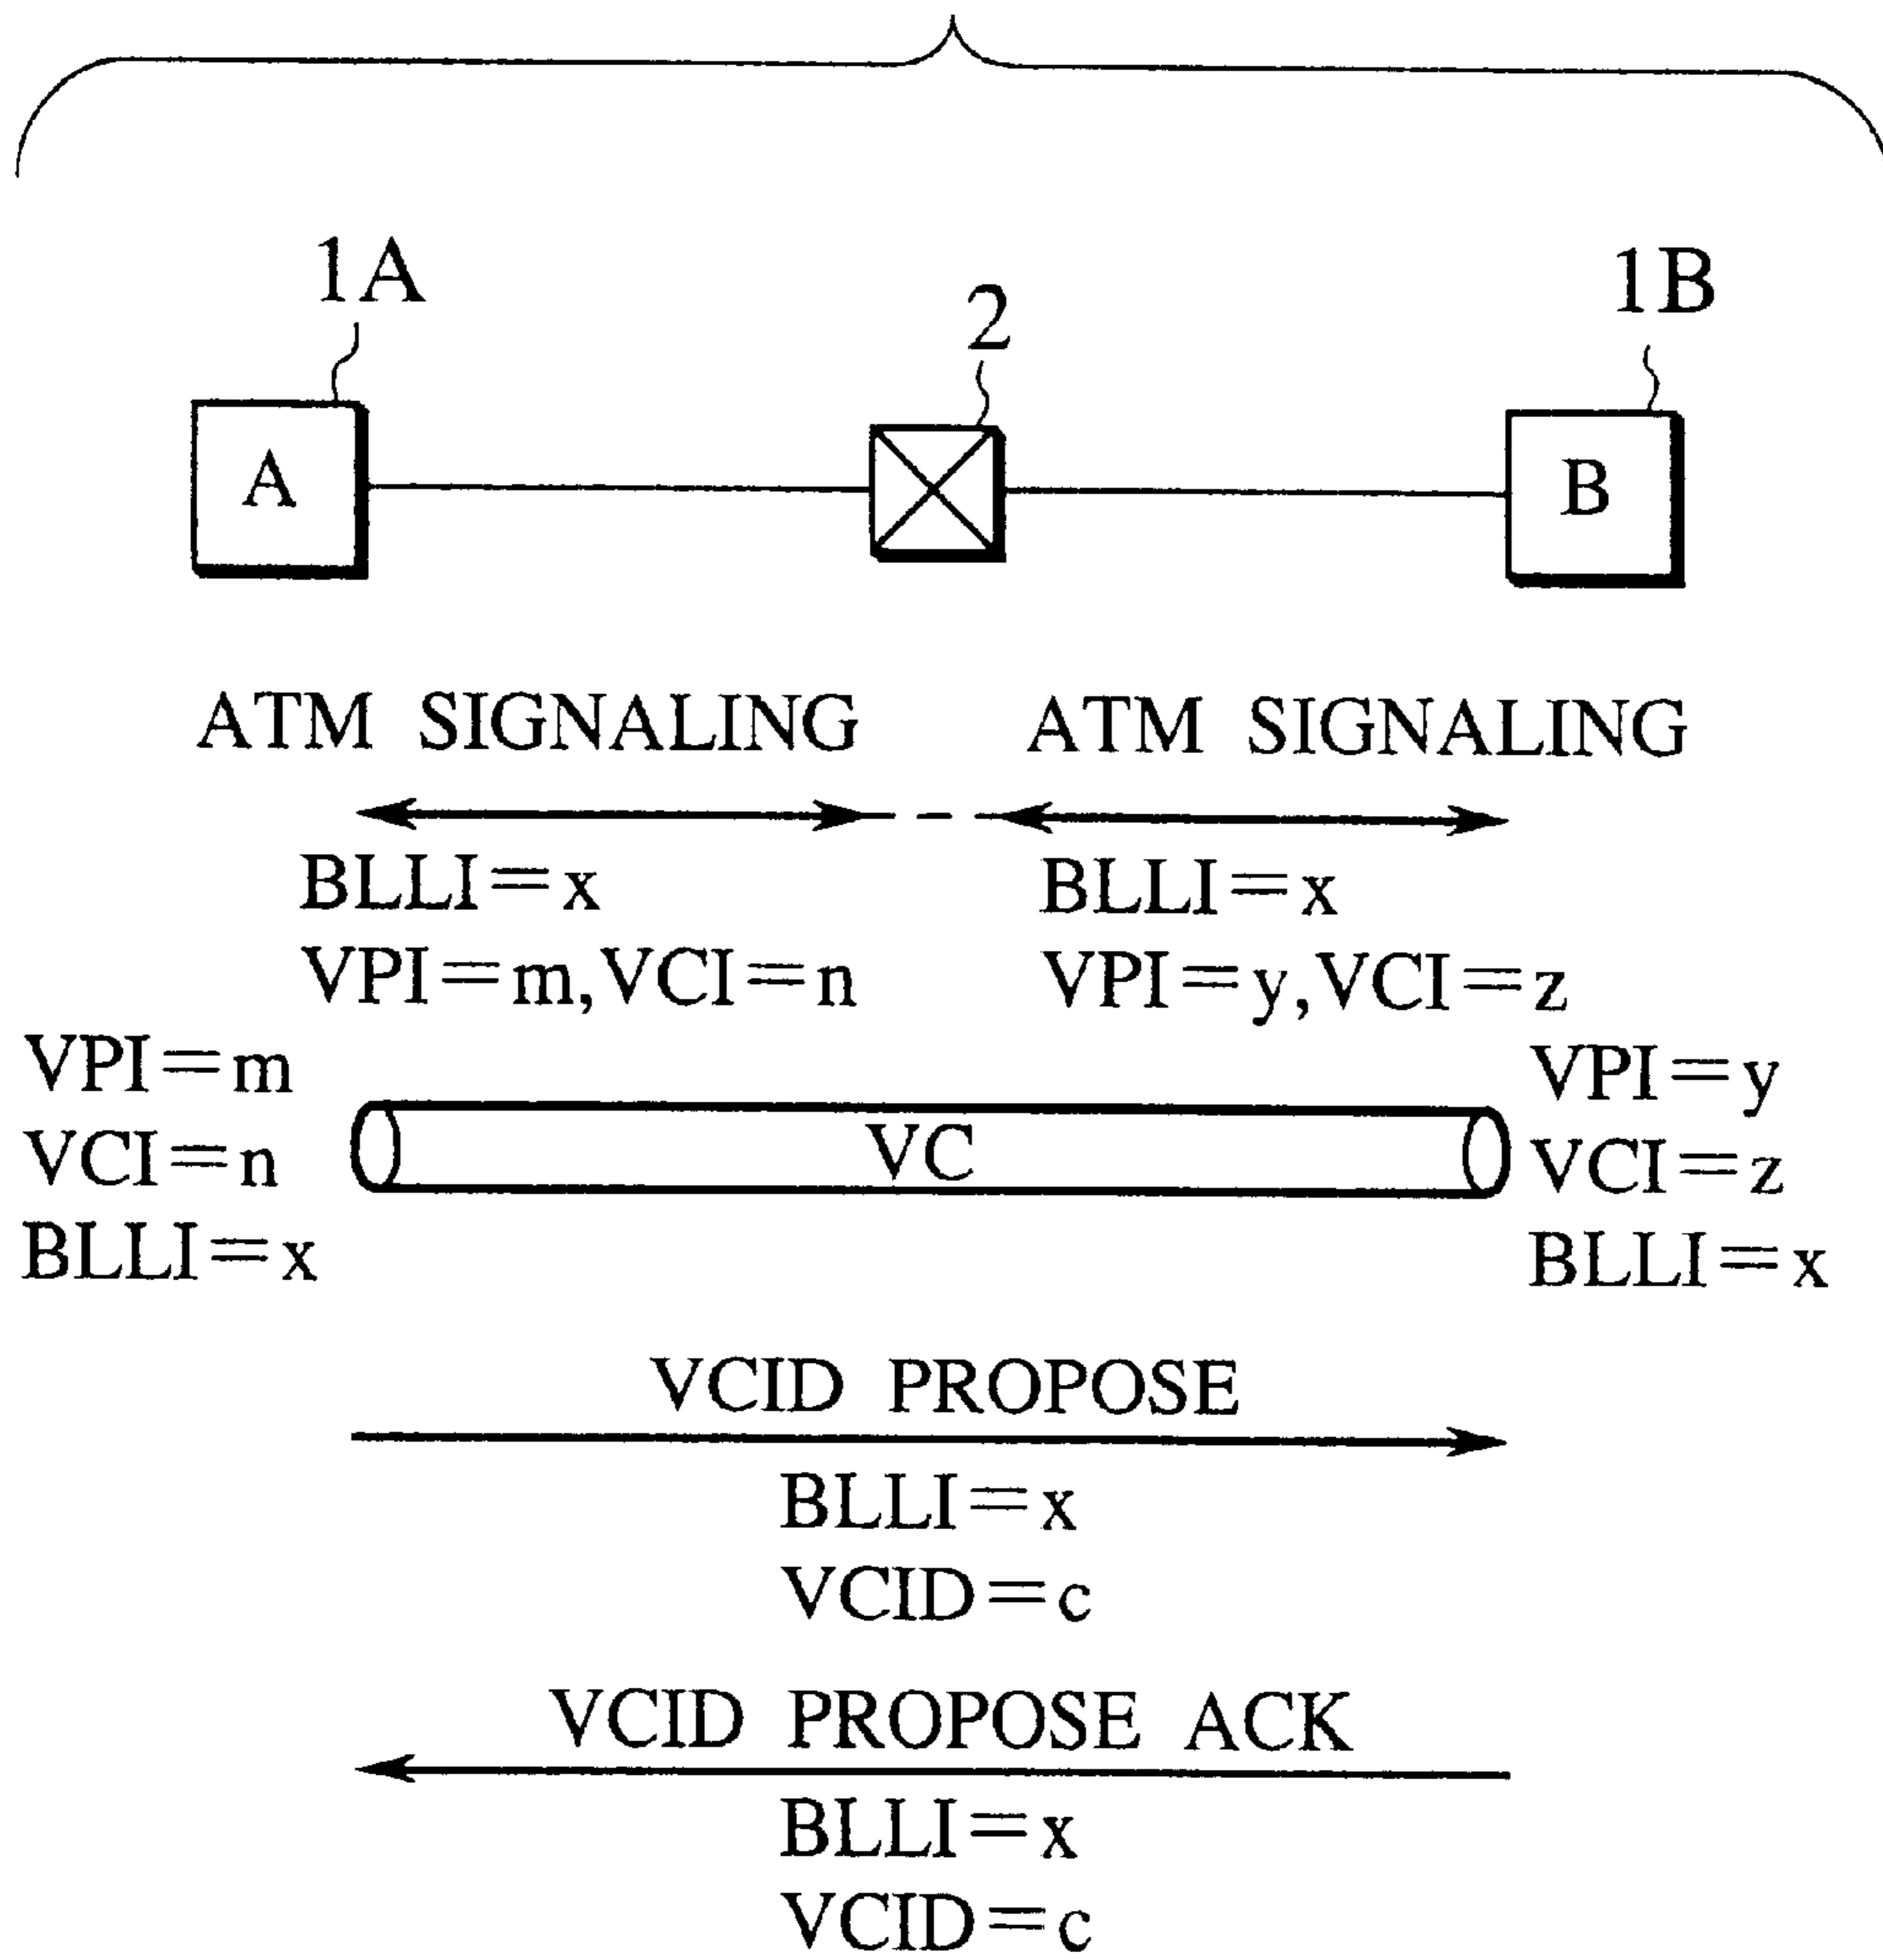 1A
2
1B
A
B
ATM SIGNALING
ATM SIGNALING
BLLI=x
BLLI=x
VPI=m,VCI=n
VPI=y,VCI=z
VPI=m
VCI=n
BLLI=x
VC
VPI=y
VCI=z
BLLI=x
VCID PROPOSE
BLLI=x
VCID=c
VCID PROPOSE ACK
BLLI=x
VCID=c